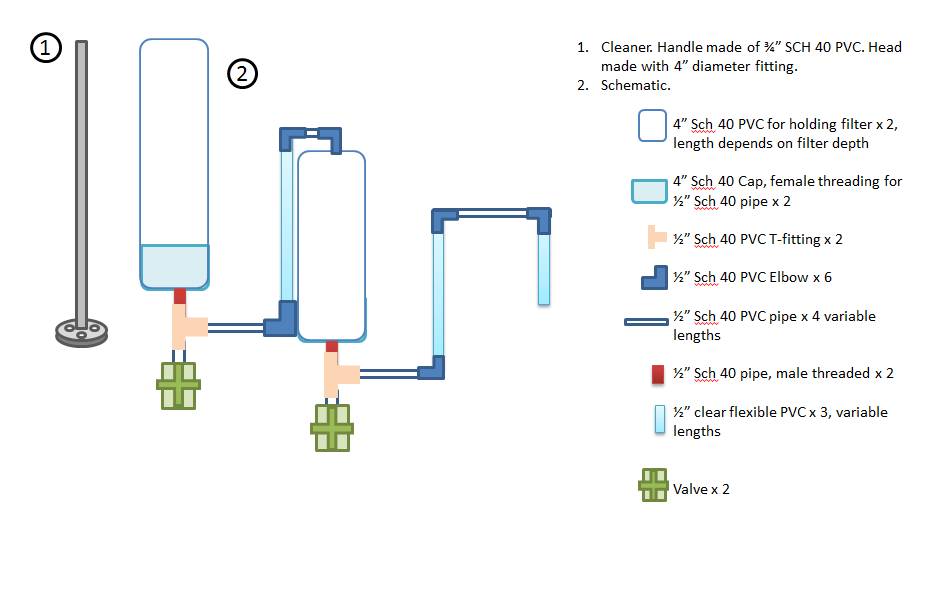 1
2
1. Cleaner. Handle made of ¾” SCH 40 PVC. Head
made with 4” diameter fitting.
2. Schematic.
4” Sch 40 PVC for holding filter x 2,
length depends on filter depth
4” Sch 40 Cap, female threading for
½” Sch 40 pipe x 2
½” Sch 40 PVC T-fitting x 2
½” Sch 40 PVC Elbow x 6
½” Sch 40 PVC pipe x 4 variable
lengths
½” Sch 40 pipe, male threaded x 2
½” clear flexible PVC x 3, variable
lengths
Valve x 2